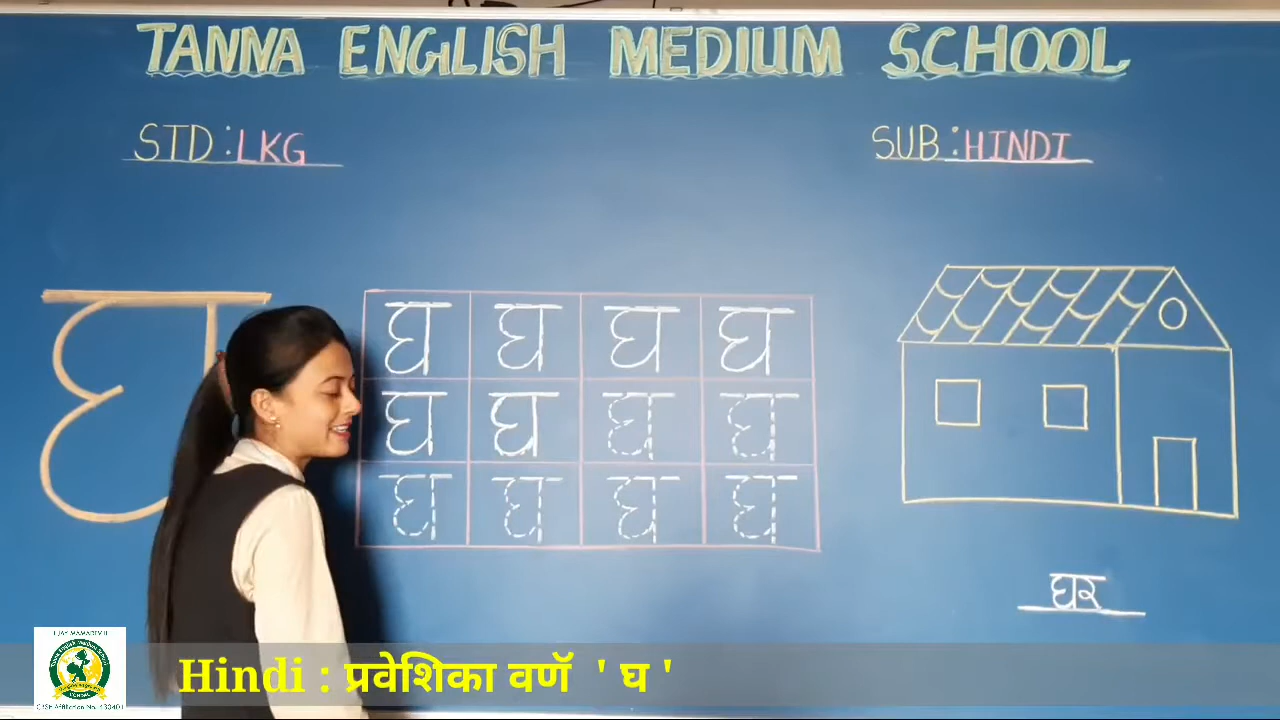 TANNA ENGLISH MEDIUM SCHOOL
STD : LKG
SUB : HINDI
घ
घ घ घ घ
घ घ घ घ
घ घ घ घ
घर
Hindi : प्रवेशिका वर्णॅ ' घ '